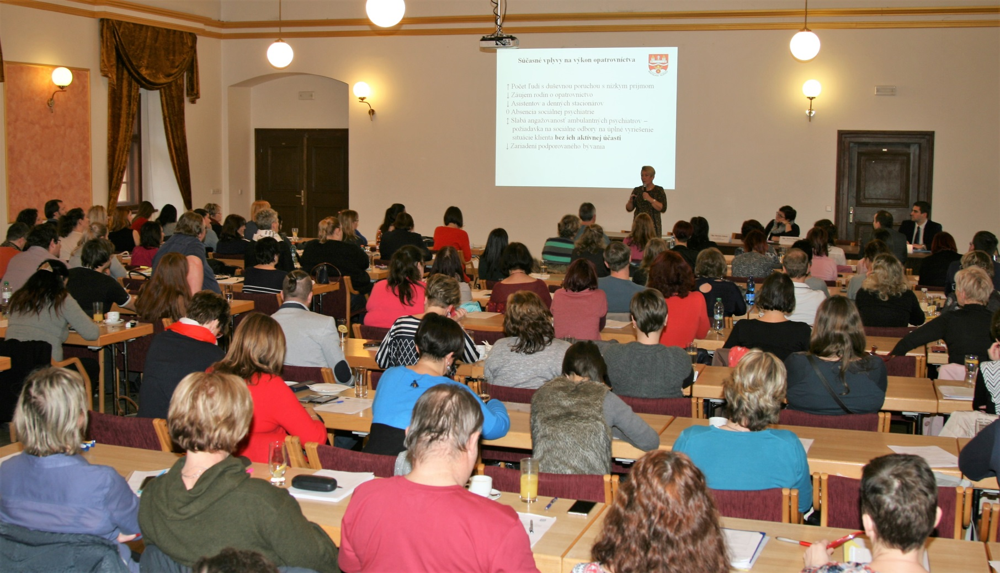 Súčasné vplyvy na výkon opatrovníctva
↑ Počet ľudí s duševnou poruchou s nízkym príjmom
↓ Záujem rodín o opatrovníctvo
↓ Asistentov a denných stacionárov
0 Absencia sociálnej psychiatrie
↑ Slabá angažovanosť ambulantných psychiatrov –
požiadavka na sociálne odbory na úplné vyriešenie
situácie klienta bez ich aktívnej účasti
↓ Zariadení podporovaného bývania